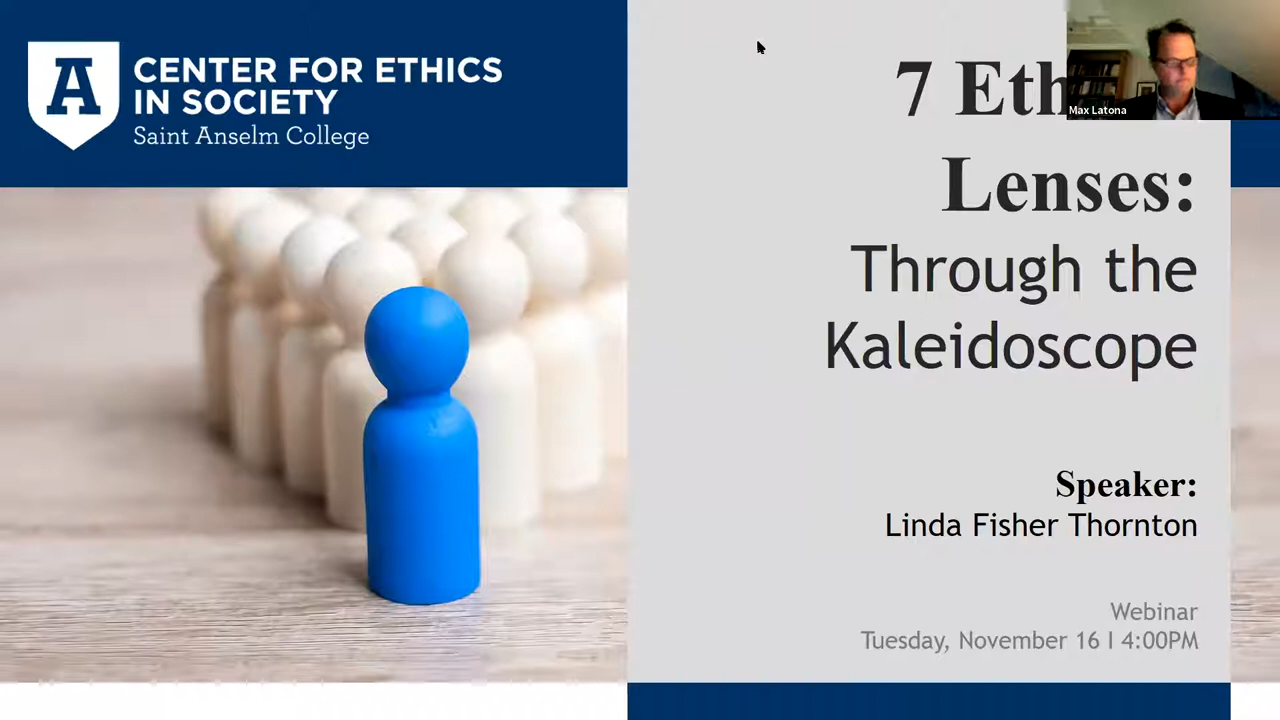 A
CENTER FOR ETHICS
IN SOCIETY
Saint Anselm College
7 Eth
Lenses:
Through the
Kaleidoscope
Speaker:
Linda Fisher Thornton
Webinar
Tuesday, November 16 I 4:00PM
Max Latona